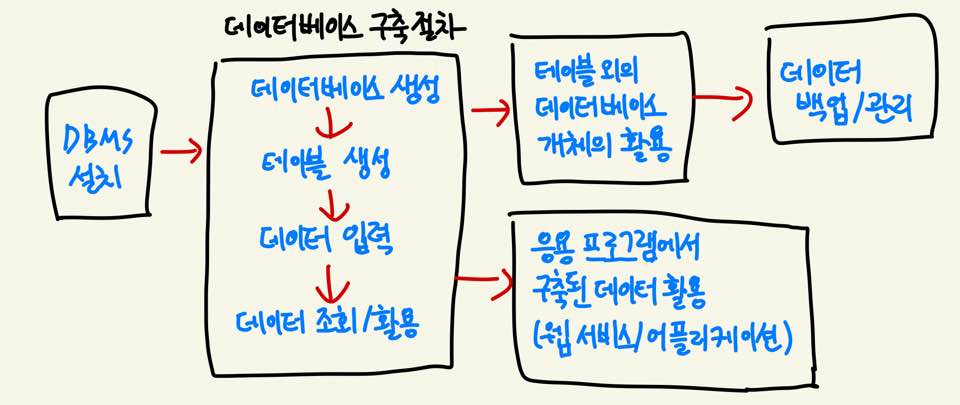 데이터베이스 구축절차
DBMS
설치
데이터베이스 생성
테이블 생성
데이터 입력
데이터 조회/활용
테이블 외의
데이터베이스
개체의 활용
데이터
백업/관리
응용 프로그램에서
구축된 데이터 활용
(웹 서비스/어플리케이션)